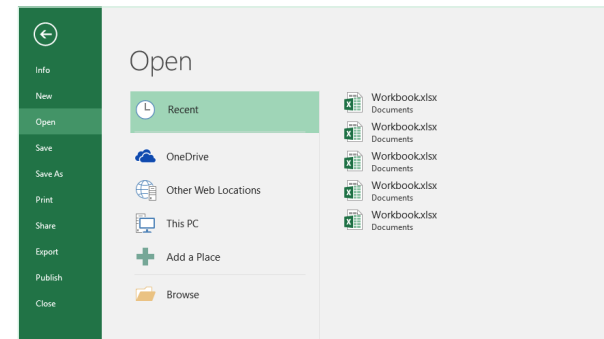 Info
New
Open
Save
Save As
Print
Share
Export
Publish
Close
Open
Recent
OneDrive
Other Web Locations
This PC
Add a Place
Browse
Workbook.xlsx
Documents
Workbook.xlsx
Documents
Workbook.xlsx
Documents
Workbook.xlsx
Documents
Workbook.xlsx
Documents